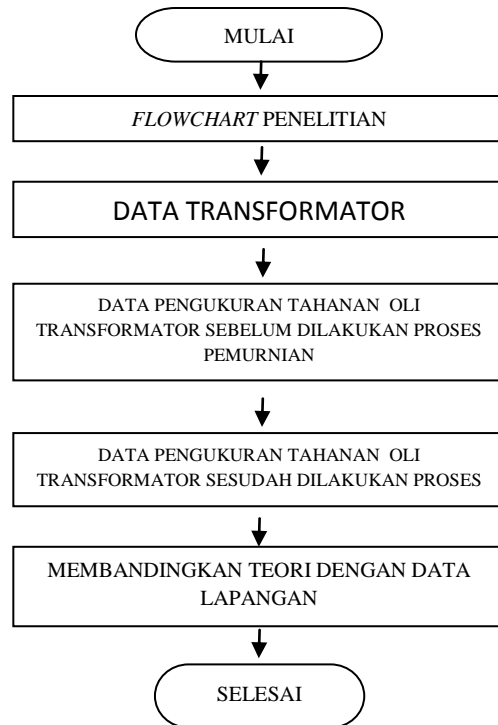 MULAI
FLOWCHART PENELITIAN
DATA TRANSFORMATOR
DATA PENGUKURAN TAHANAN OLI
TRANSFORMATOR SEBELUM DILAKUKAN PROSES
PEMURNIAN
DATA PENGUKURAN TAHANAN OLI
TRANSFORMATOR SESUDAH DILAKUKAN PROSES
MEMBANDINGKAN TEORI DENGAN DATA
LAPANGAN
SELESAI